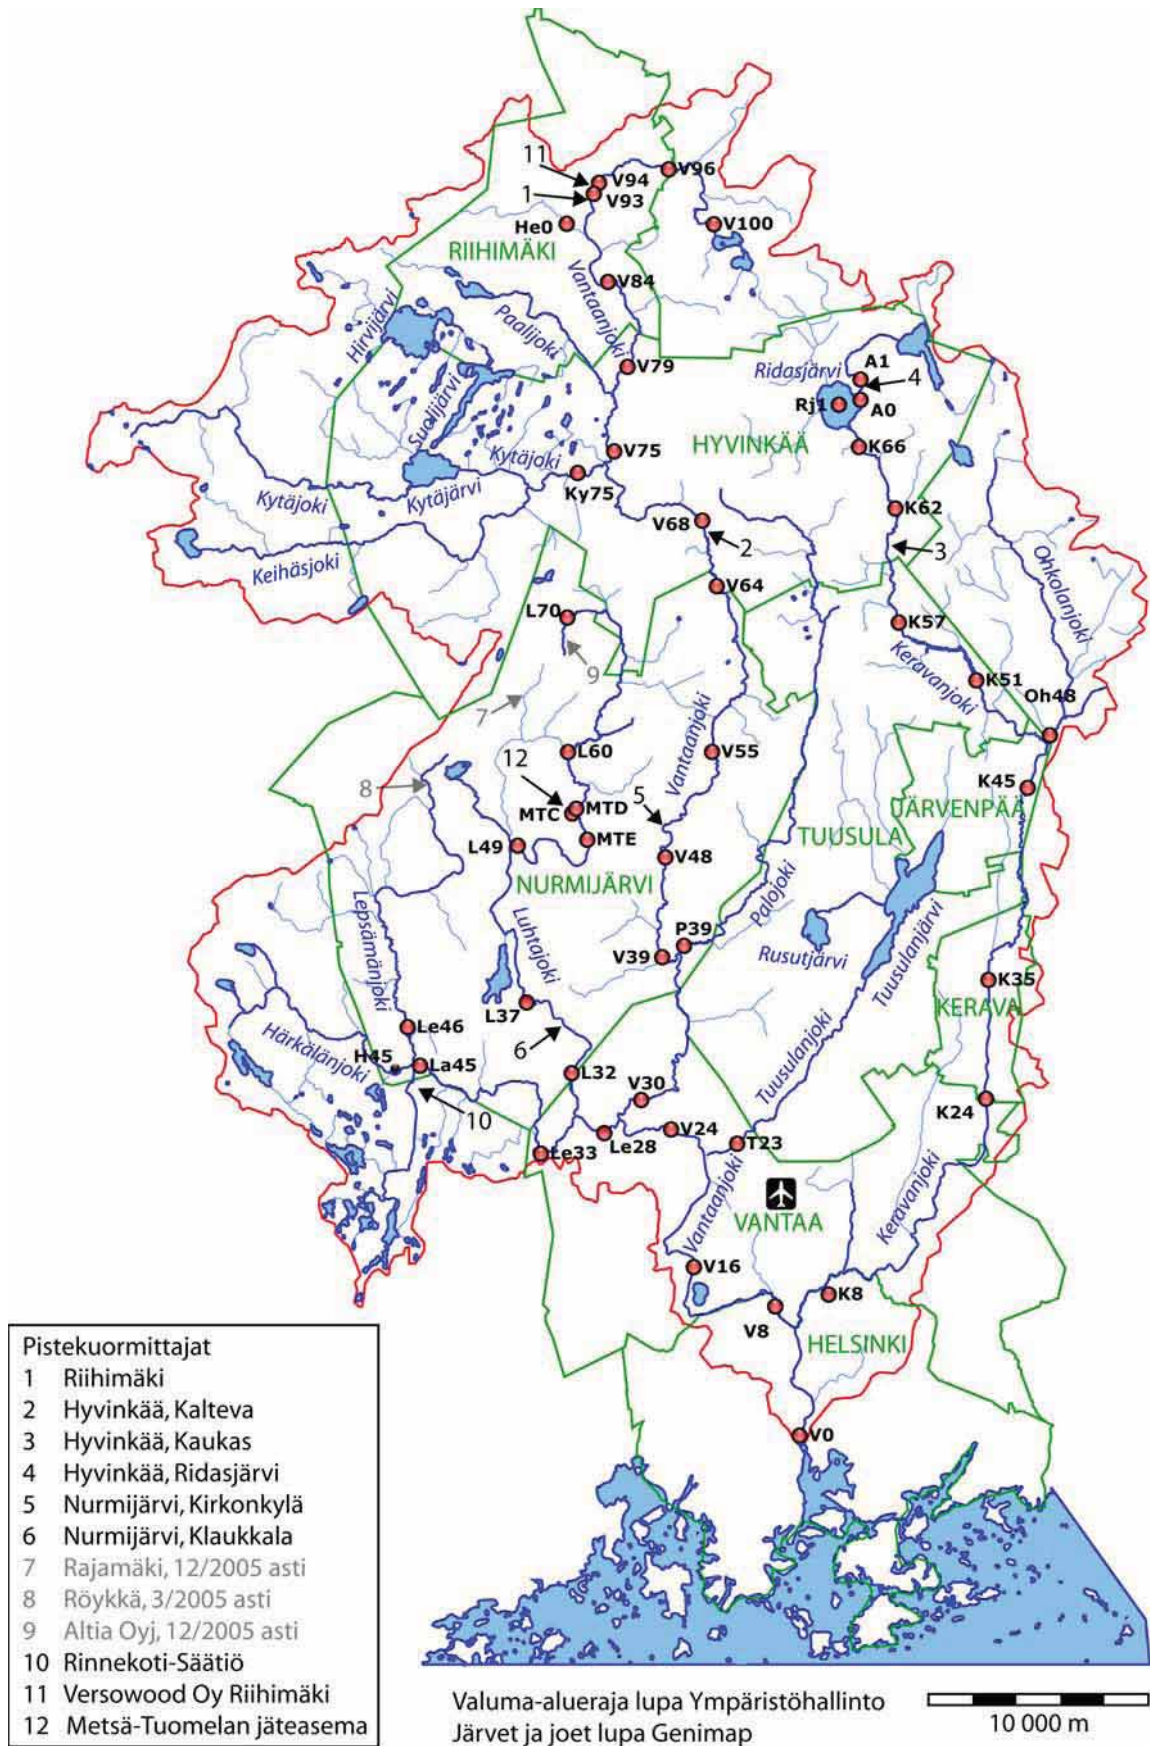 11
V94
V96
1
V93
He0
V100
RIIHIMÄKI
Vantaanjoki
V84
Hirvijärvi
Paalijoki
V79
Ridasjärvi
A1
4
Rj1
A0
Suolijärvi
HYVINKÄÄ
K66
V75
Kytäjoki
Ky75
Kytäjoki
Kytäjärvi
K62
V68
2
3
Keihäsjoki
Ohkolanjoki
V64
L70
K57
9
Keravanjoki
K51
7
Oh48
Vantaanjoki
L60
V55
12
8
5
K45
MTD
MTC
JÄRVENPÄÄ
MTE
TUUSULA
L49
V48
NURMIJÄRVI
Palojoki
Lepsämänjoki
Luhtajoki
P39
V39
Rusutjärvi
Tuusulanjärvi
K35
L37
KERAVA
Le46
Härkälänjoki
6
H45
La45
L32
Tuusulanjoki
V30
K24
10
V24
Le28
T23
Le33
Vantaanjoki
Keravanjoki
VANTAA
V16
K8
V8
HELSINKI
V0
Pistekuormittajat
1 Riihimäki
2 Hyvinkää, Kalteva
3 Hyvinkää, Kaukas
4 Hyvinkää, Ridasjärvi
5 Nurmijärvi, Kirkonkylä
6 Nurmijärvi, Klaukkala
7 Rajamäki, 12/2005 asti
8 Röykkä, 3/2005 asti
9 Altia Oyj, 12/2005 asti
10 Rinnekoti-Säätiö
11 Versowood Oy Riihimäki
12 Metsä-Tuomelan jäteasema
Valuma-alueraja lupa Ympäristöhallinto
Järvet ja joet lupa Genimap
10 000 m